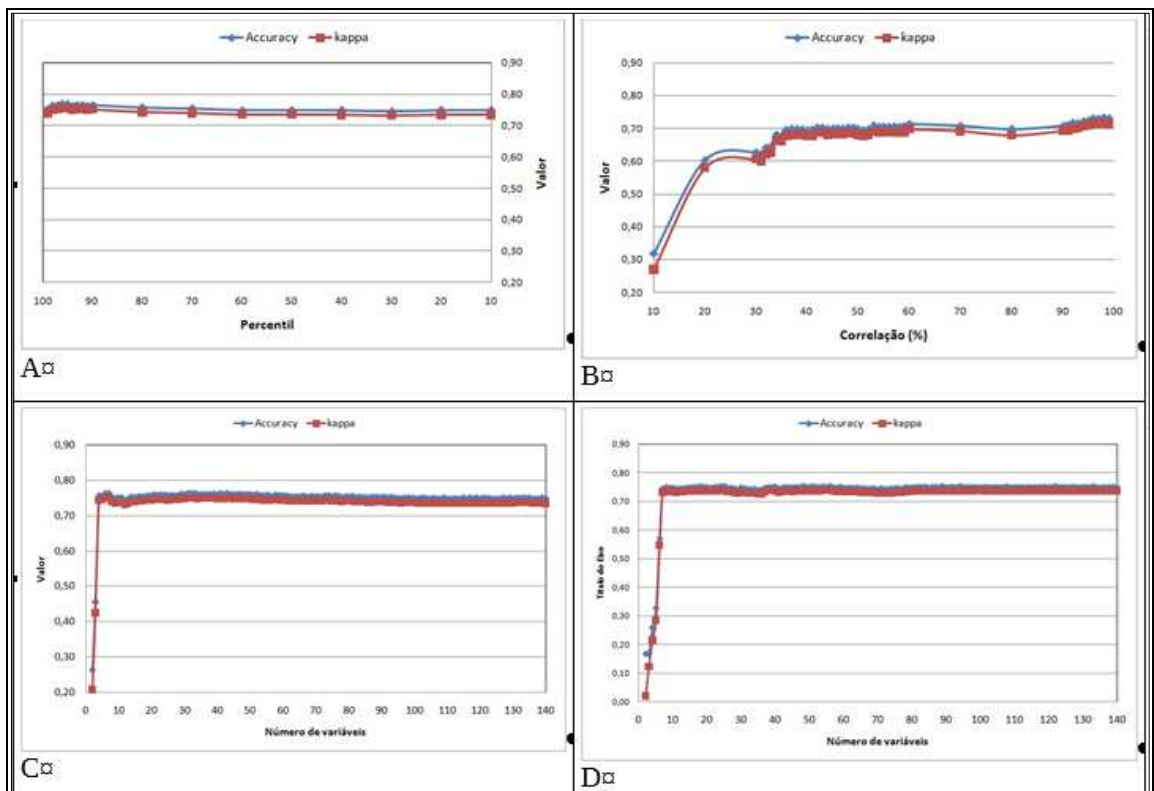 Accuracy kappa
0,90
0,80
0,70
0,60
0,50
0,40
0,30
0,20
Valor
100 90 80 70 60 50 40 30 20 10
Percentil
A¤
Accuracy kappa
0,90
0,80
0,70
0,60
0,50
0,40
0,30
0,20
Valor
10 20 30 40 50 60 70 80 90 100
Correlação (%)
B¤
Accuracy kappa
0,90
0,80
0,70
0,60
0,50
0,40
0,30
0,20
Valor
0 10 20 30 40 50 60 70 80 90 100 110 120 130 140
Número de variáveis
C¤
Accuracy kappa
0,90
0,80
0,70
0,60
0,50
0,40
0,30
0,20
0,10
0,00
Título do Eixo
0 10 20 30 40 50 60 70 80 90 100 110 120 130 140
Número de variáveis
D¤